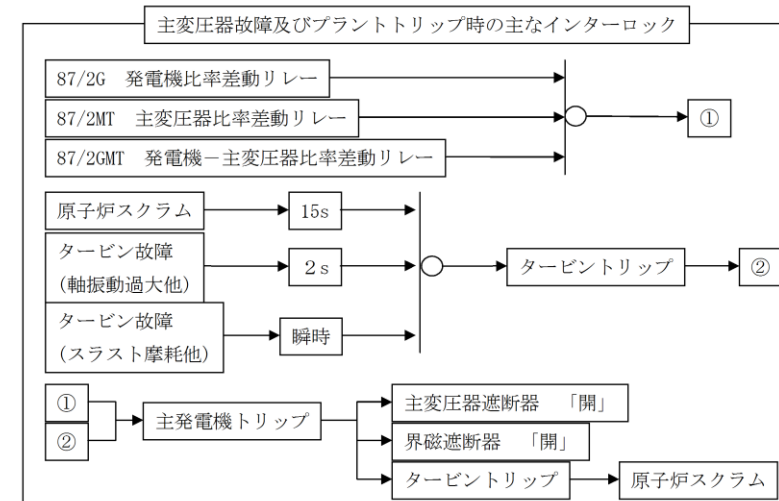 主変圧器故障及びプラントトリップ時の主なインターロック
87/2G 発電機比率差動リレー
87/2MT 主変圧器比率差動リレー
①
87/2GMT 発電機－主変圧器比率差動リレー
原子炉スクラム
15s
タービン故障
(軸振動過大他)
２s
タービントリップ
②
タービン故障
(スラスト摩耗他)
瞬時
①
②
主発電機トリップ
主変圧器遮断器 「開」
界磁遮断器 「開」
タービントリップ
原子炉スクラム